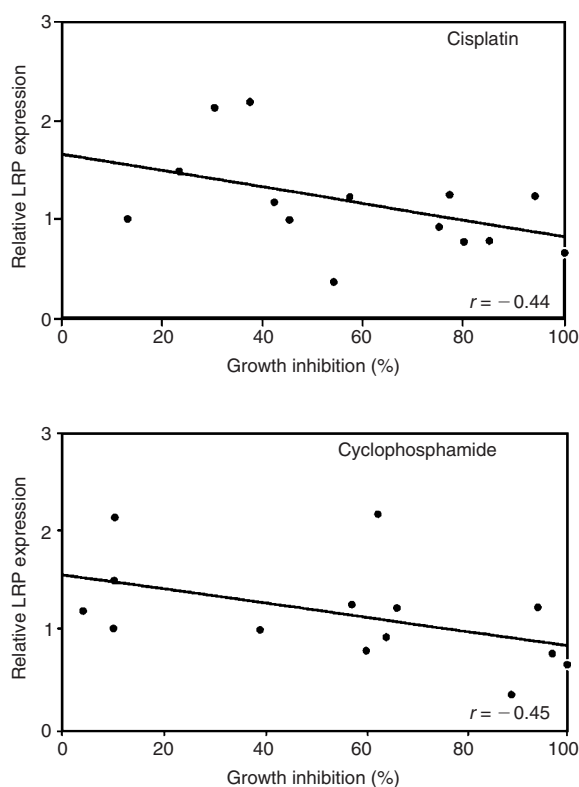 3
Cisplatin
2
Relative LRP expression
1
r = −0.44
0
0 20 40 60 80 100
Growth inhibition (%)
3
Cyclophosphamide
2
Relative LRP expression
1
r = −0.45
0
0 20 40 60 80 100
Growth inhibition (%)